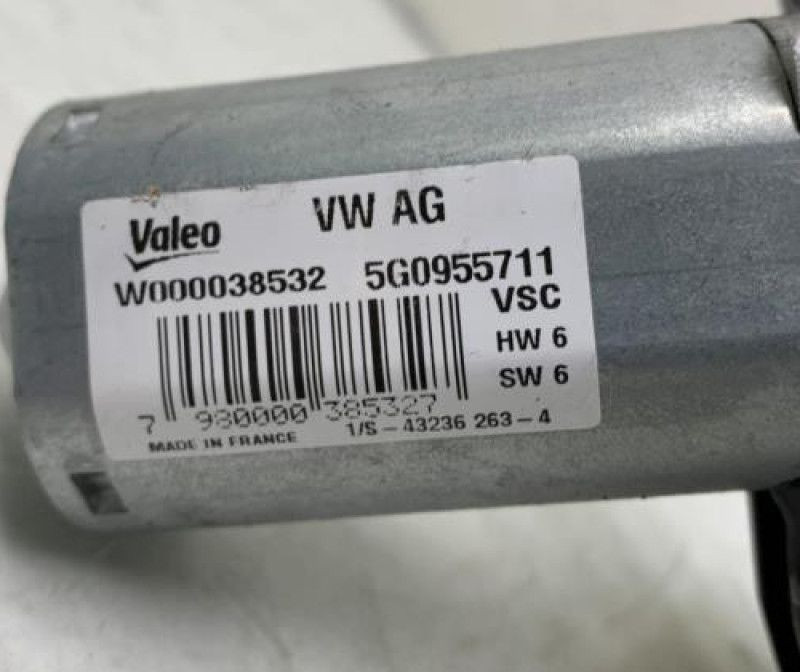 Valeo VW AG
W000038532 5G0955711
VSC
HW 6
SW 6
7 980000 385327
1/S - 43236 263 - 4
MADE IN FRANCE